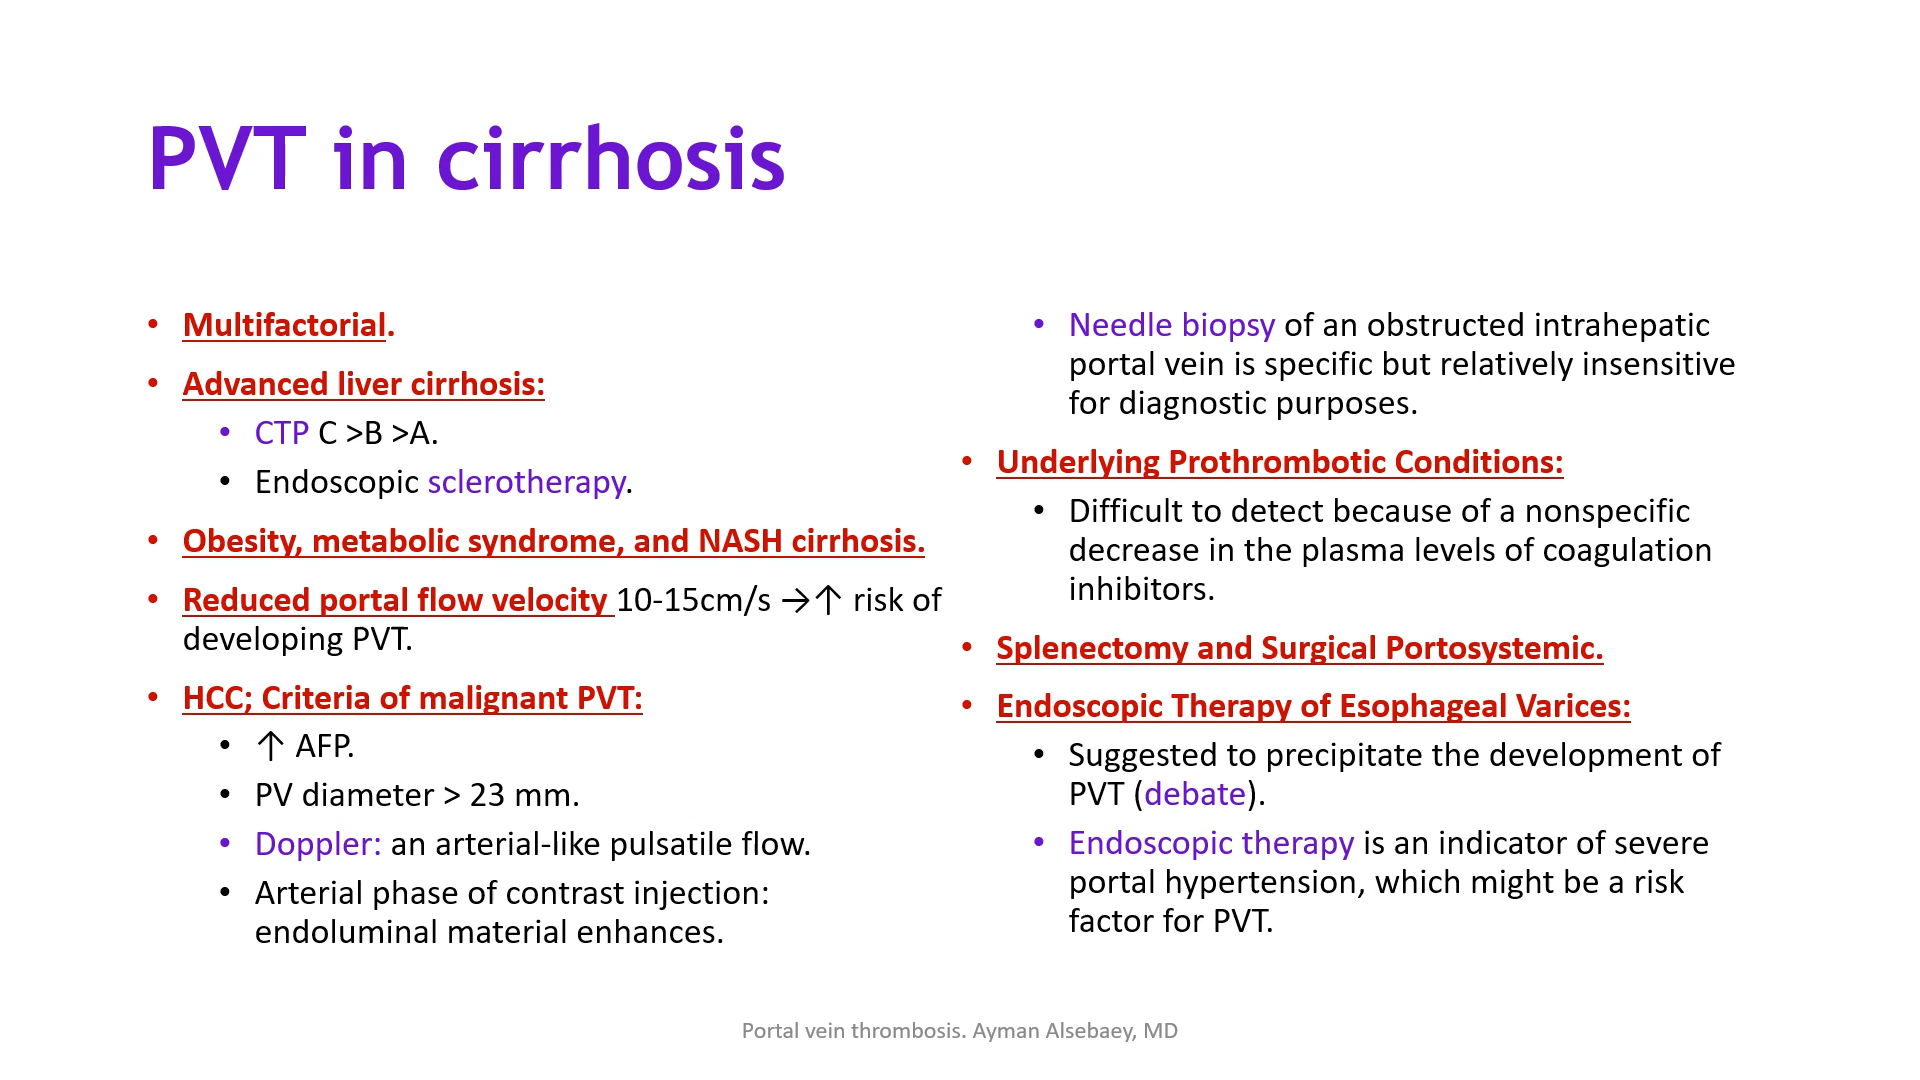 PVT in cirrhosis
• Multifactorial.
• Advanced liver cirrhosis:
• CTP C >B >A.
• Endoscopic sclerotherapy.
• Obesity, metabolic syndrome, and NASH cirrhosis.
• Reduced portal flow velocity 10-15cm/s →↑ risk of
developing PVT.
• HCC; Criteria of malignant PVT:
• ↑ AFP.
• PV diameter > 23 mm.
• Doppler: an arterial-like pulsatile flow.
• Arterial phase of contrast injection:
endoluminal material enhances.
• Needle biopsy of an obstructed intrahepatic
portal vein is specific but relatively insensitive
for diagnostic purposes.
• Underlying Prothrombotic Conditions:
• Difficult to detect because of a nonspecific
decrease in the plasma levels of coagulation
inhibitors.
• Splenectomy and Surgical Portosystemic.
• Endoscopic Therapy of Esophageal Varices:
• Suggested to precipitate the development of
PVT (debate).
• Endoscopic therapy is an indicator of severe
portal hypertension, which might be a risk
factor for PVT.
Portal vein thrombosis. Ayman Alsebaey, MD